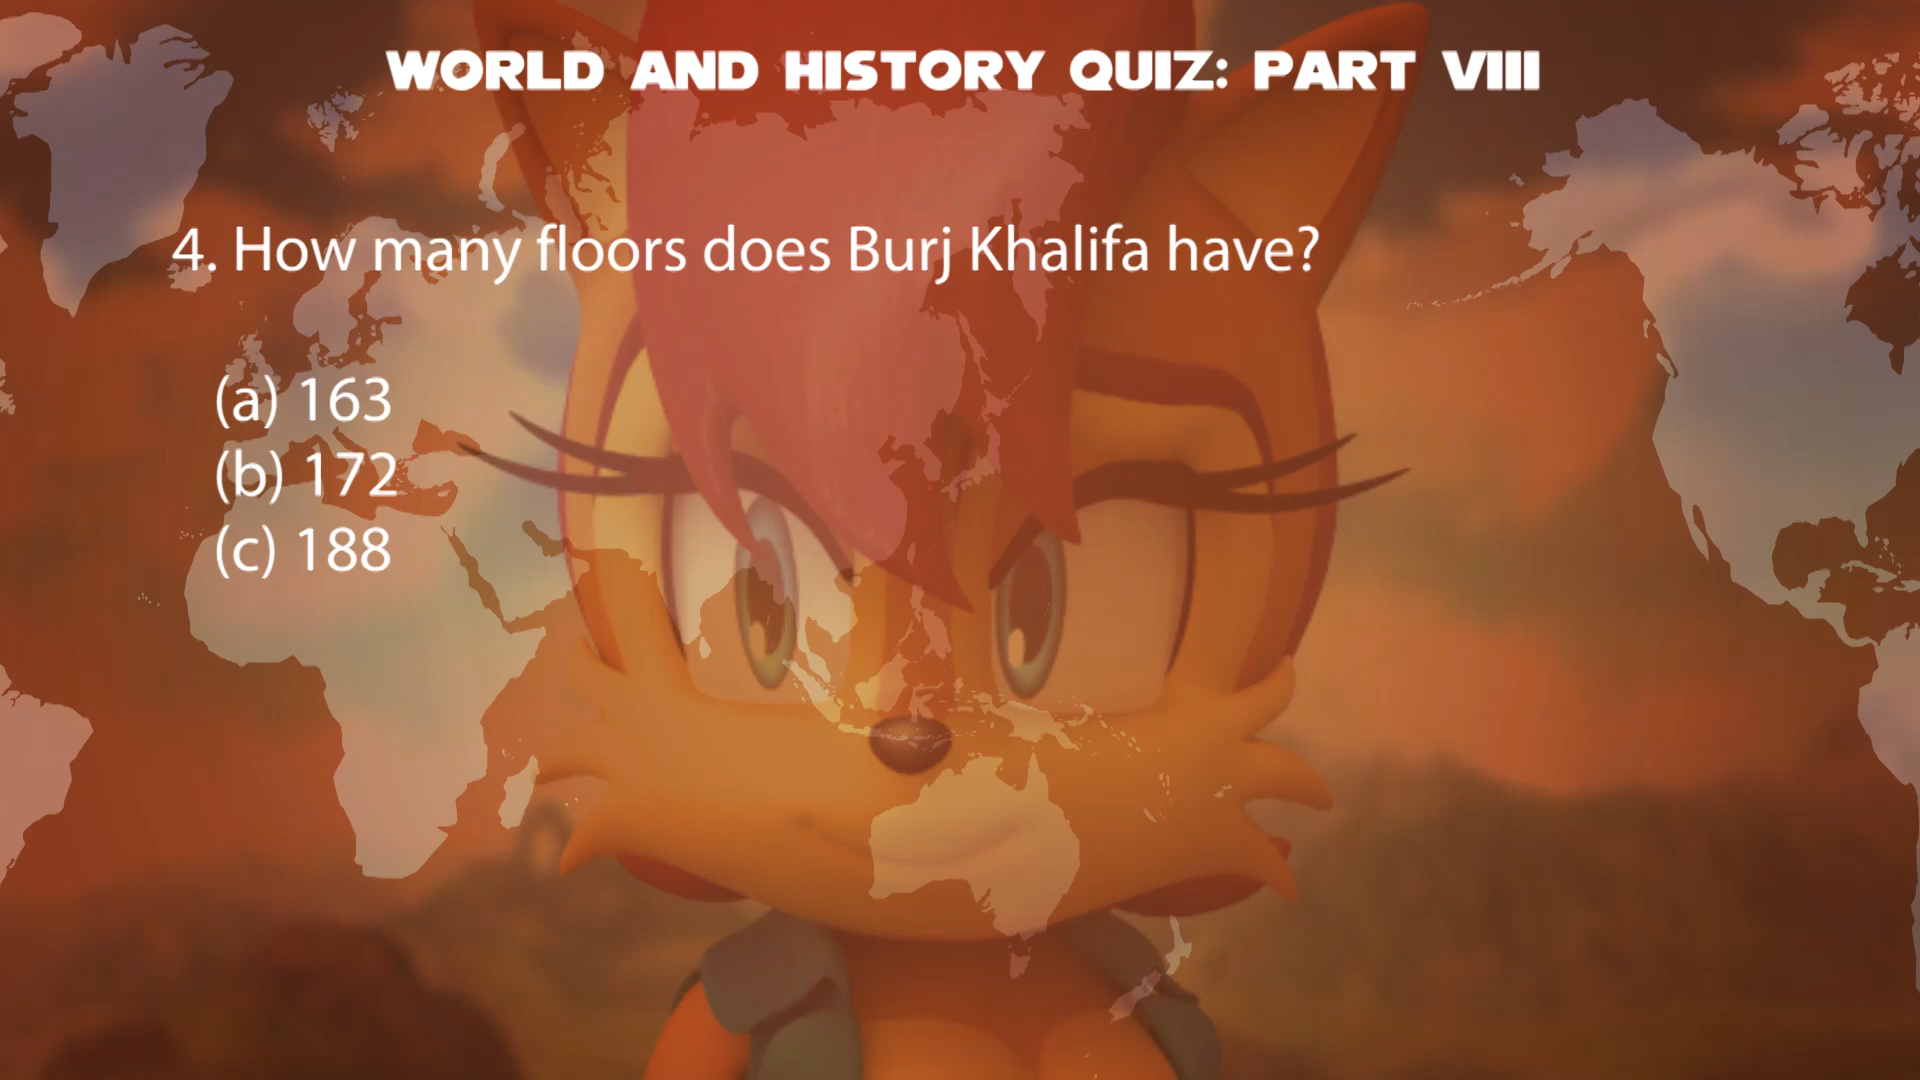 WORLD AND HISTORY QUIZ: PART VIII
4. How many floors does Burj Khalifa have?
(a) 163
(b) 172
(c) 188